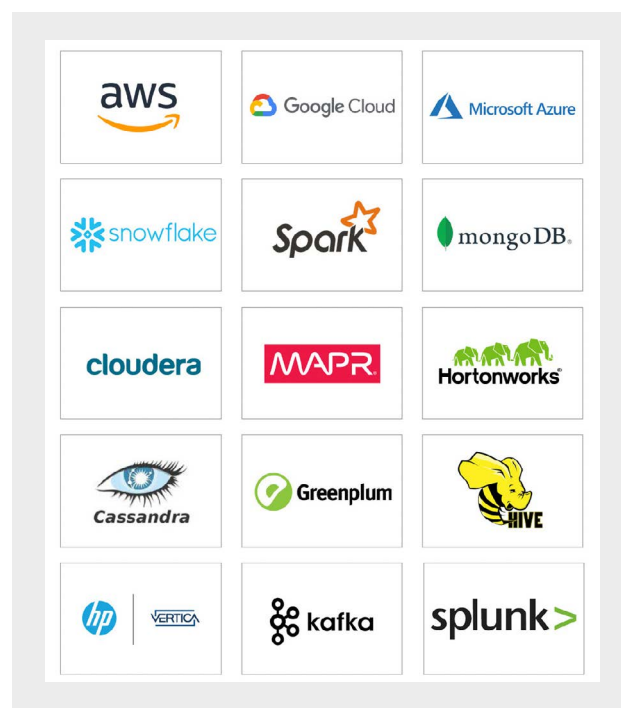 aws
Google Cloud
Microsoft Azure
snowflake
Spark
mongoDB®
cloudera
MAPR®
Hortonworks®
Cassandra
Greenplum
HIVE
hp
VERTICA
kafka
splunk>